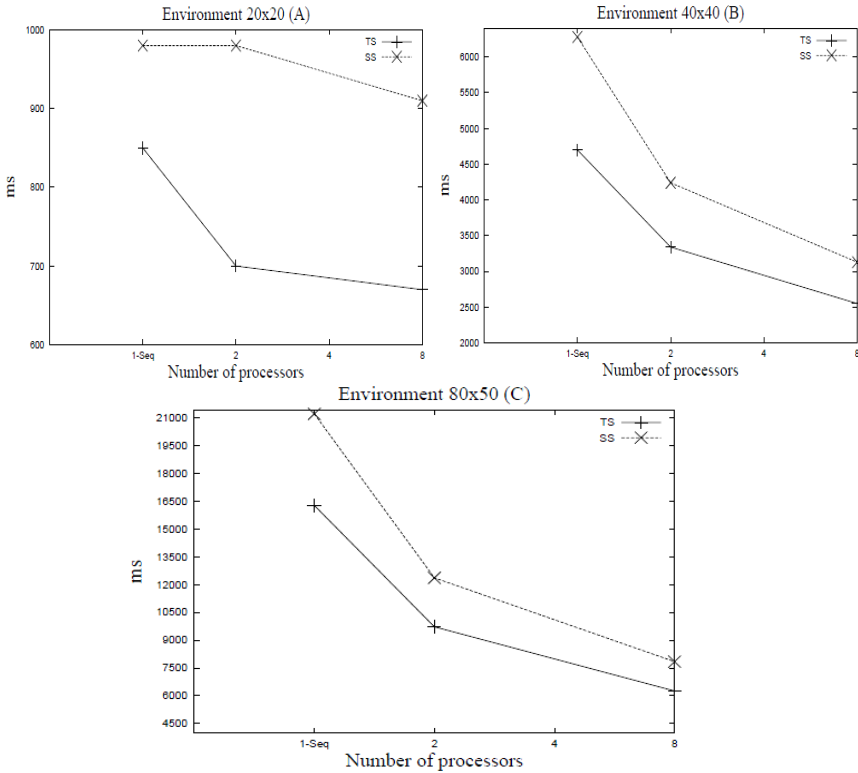 Environment 20x20 (A)
1000
900
800
700
600
ms
TS
SS
1-Seq 2 4 8
Number of processors
Environment 40x40 (B)
6500
6000
5500
5000
4500
4000
3500
3000
2500
2000
ms
TS
SS
1-Seq 2 4 8
Number of processors
Environment 80x50 (C)
21000
19500
18000
16500
15000
13500
12000
10500
9000
7500
6000
4500
ms
TS
SS
1-Seq 2 4 8
Number of processors